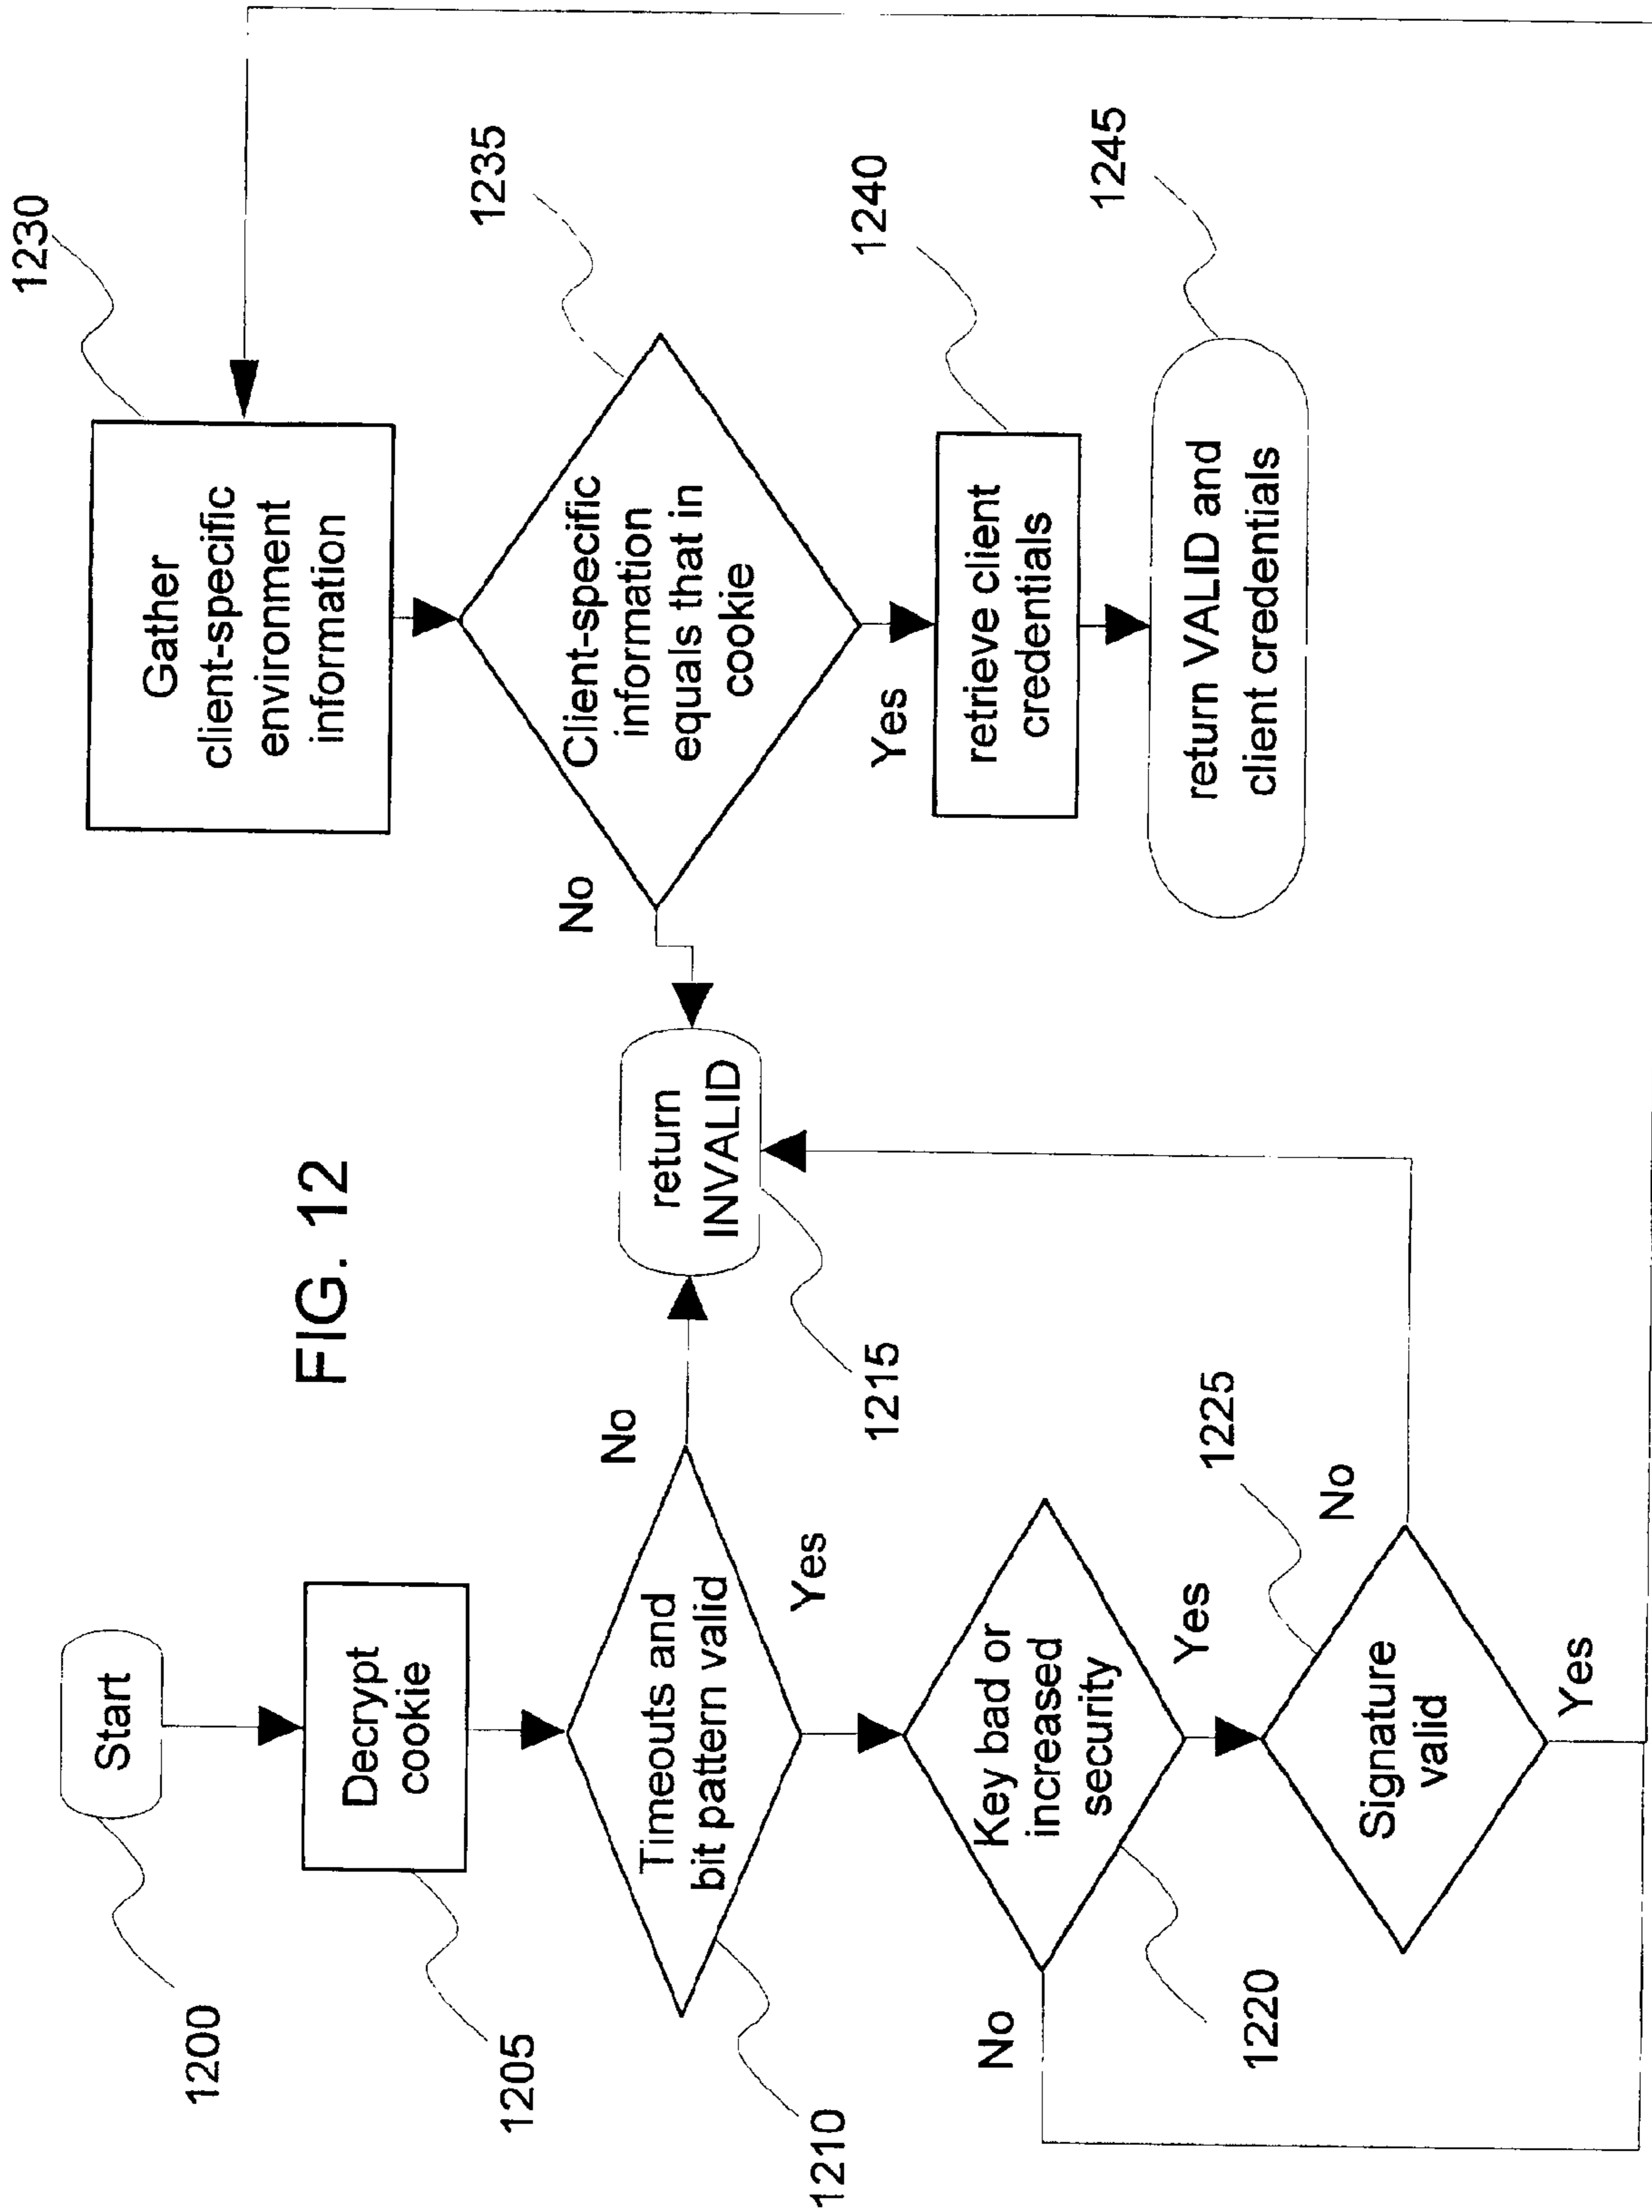 FIG. 12
Start
1200
Decrypt
cookie
1205
Timeouts and
bit pattern valid
1210
No
Yes
return
INVALID
1215
Key bad or
increased
security
1220
No
Yes
Signature
valid
1225
No
Yes
Gather
client-specific
environment
information
1230
Client-specific
information
equals that in
cookie
1235
No
Yes
retrieve client
credentials
1240
return VALID and
client credentials
1245